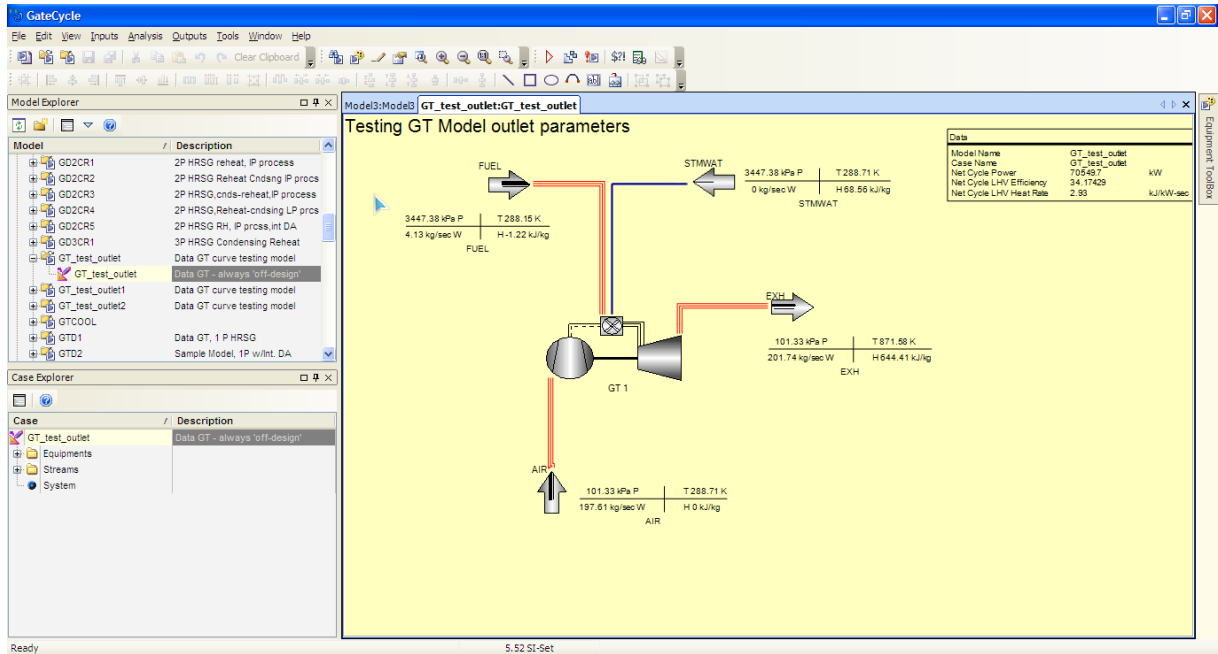 GateCycle
File Edit View Inputs Analysis Outputs Tools Window Help
Clear Clipboard
$?!
Model Explorer
Model / Description
GD2CR1 2P HRSG reheat, IP process
GD2CR2 2P HRSG Reheat Cndsng IP procs
GD2CR3 2P HRSG,cnds-reheat,IP process
GD2CR4 2P HRSG,Reheat-cndsing LP prcs
GD2CR5 2P HRSG RH, IP prcss,int DA
GD3CR1 3P HRSG Condensing Reheat
GT_test_outlet Data GT curve testing model
GT_test_outlet Data GT - always 'off-design'
GT_test_outlet1 Data GT curve testing model
GT_test_outlet2 Data GT curve testing model
GTCOOL
GTD1 Data GT, 1 P HRSG
GTD2 Sample Model, 1P w/Int. DA
Case Explorer
Case / Description
GT_test_outlet Data GT - always 'off-design'
Equipments
Streams
System
Model3:Model3 GT_test_outlet:GT_test_outlet
Testing GT Model outlet parameters
Data
Model Name GT_test_outlet
Case Name GT_test_outlet
Net Cycle Power 70549.7 kW
Net Cycle LHV Efficiency 34.17429
Net Cycle LHV Heat Rate 2.93 kJ/kW-sec
FUEL
3447.38 kPa P T 288.15 K
4.13 kg/sec W H -1.22 kJ/kg
FUEL
STMWAT
3447.38 kPa P T 288.71 K
0 kg/sec W H 68.56 kJ/kg
STMWAT
EXH
101.33 kPa P T 871.58 K
201.74 kg/sec W H 644.41 kJ/kg
EXH
GT 1
AIR
101.33 kPa P T 288.71 K
197.61 kg/sec W H 0 kJ/kg
AIR
Equipment ToolBox
Ready 5.52 SI-Set